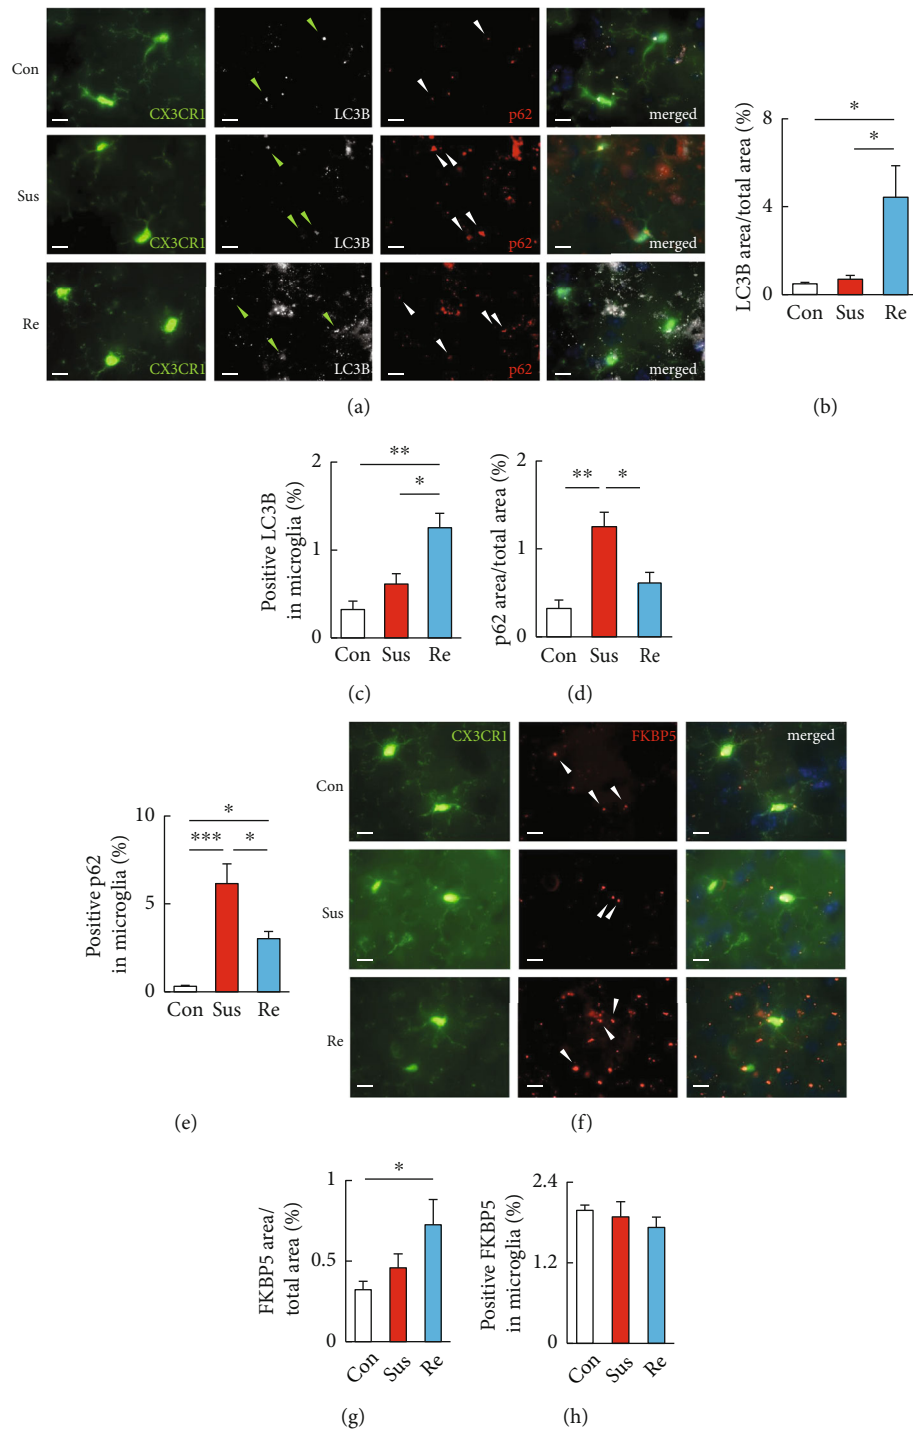 Con
CX3CR1
LC3B
p62
merged
Sus
CX3CR1
LC3B
p62
merged
Re
CX3CR1
LC3B
p62
merged
(a)
LC3B area/total area (%)
8
4
0
*
*
Con Sus Re
(b)
Positive LC3B
in microglia (%)
2
1
0
**
*
Con Sus Re
(c)
p62 area/total area (%)
2
1
0
** *
Con Sus Re
(d)
Positive p62
in microglia (%)
10
5
0
*
*** *
Con Sus Re
(e)
CX3CR1
FKBP5
merged
Con
Sus
Re
(f)
FKBP5 area/
total area (%)
1
0.5
0
*
Con Sus Re
(g)
Positive FKBP5
in microglia (%)
2.4
1.2
0
Con Sus Re
(h)